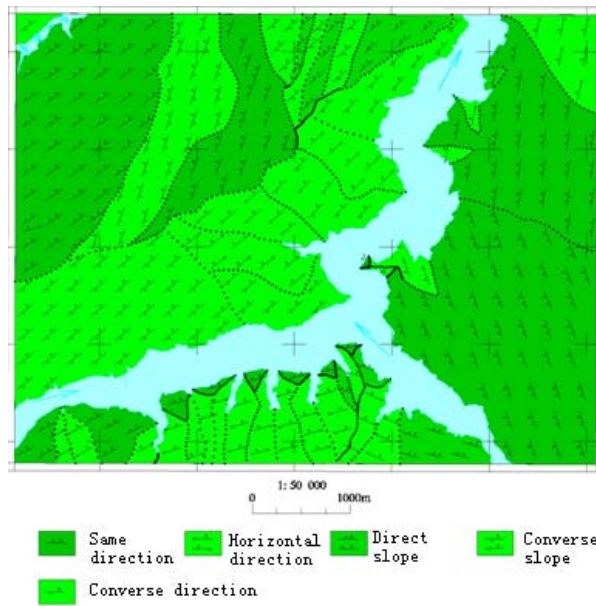 1:50 000
0 1000m
Same direction
Horizontal direction
Direct slope
Converse slope
Converse direction